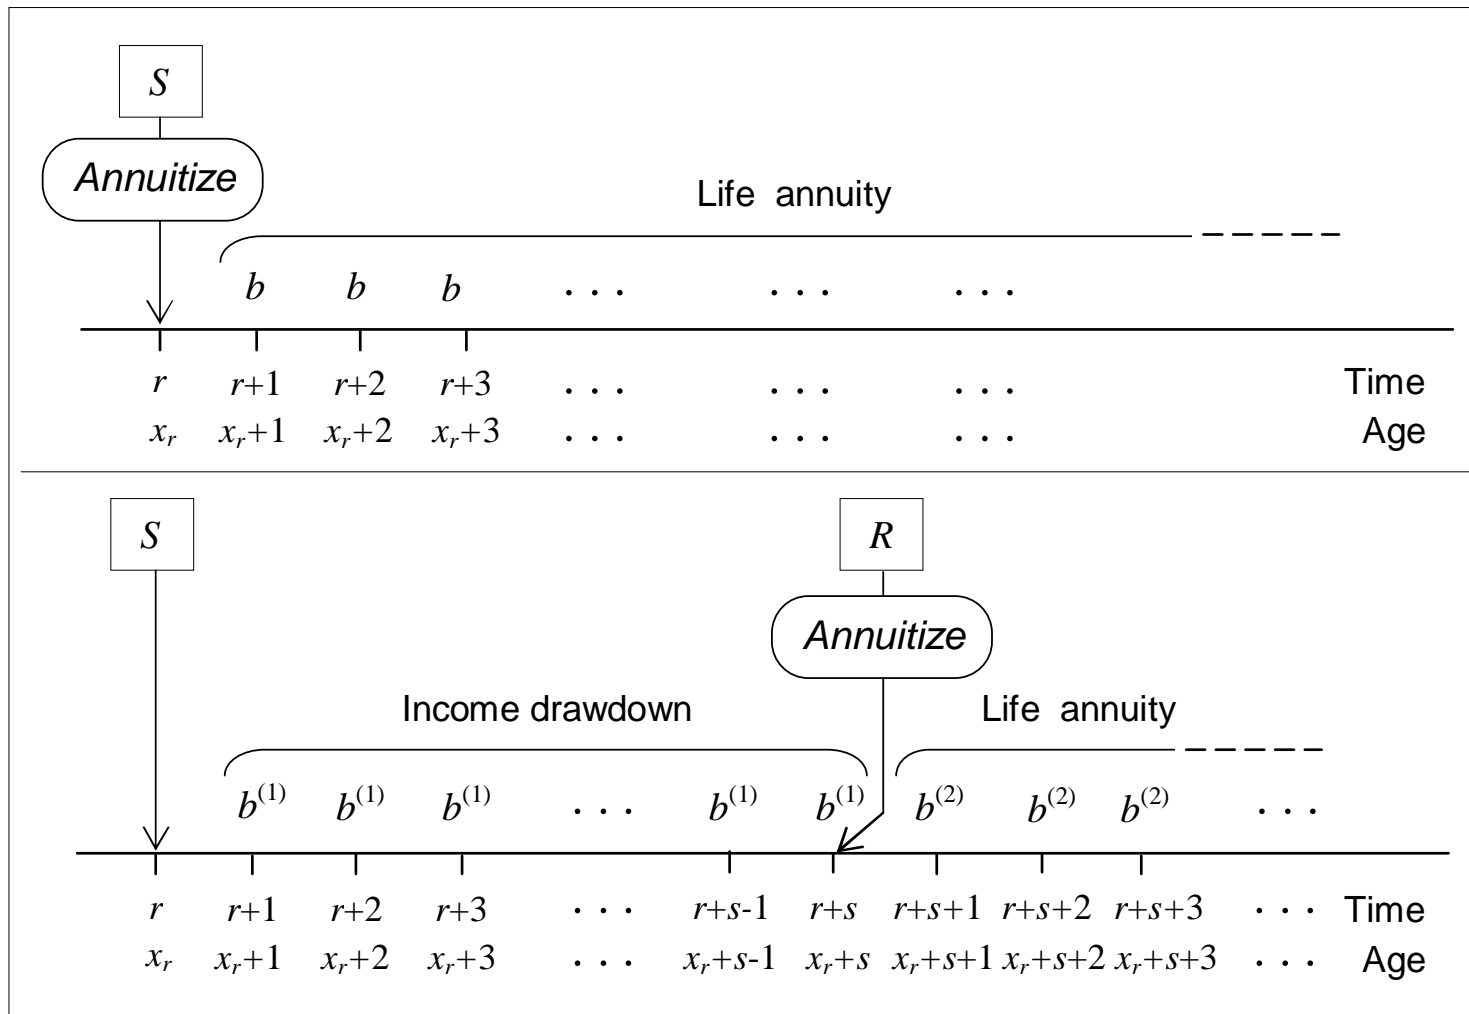 S
Annuitize
Life annuity
b b b . . . . . . . . .
r r+1 r+2 r+3 . . . . . . . . . Time
x_r x_r+1 x_r+2 x_r+3 . . . . . . . . . Age
S R
Annuitize
Income drawdown Life annuity
b^(1) b^(1) b^(1) . . . b^(1) b^(1) b^(2) b^(2) b^(2) . . .
r r+1 r+2 r+3 . . . r+s-1 r+s r+s+1 r+s+2 r+s+3 . . . Time
x_r x_r+1 x_r+2 x_r+3 . . . x_r+s-1 x_r+s x_r+s+1 x_r+s+2 x_r+s+3 . . . Age